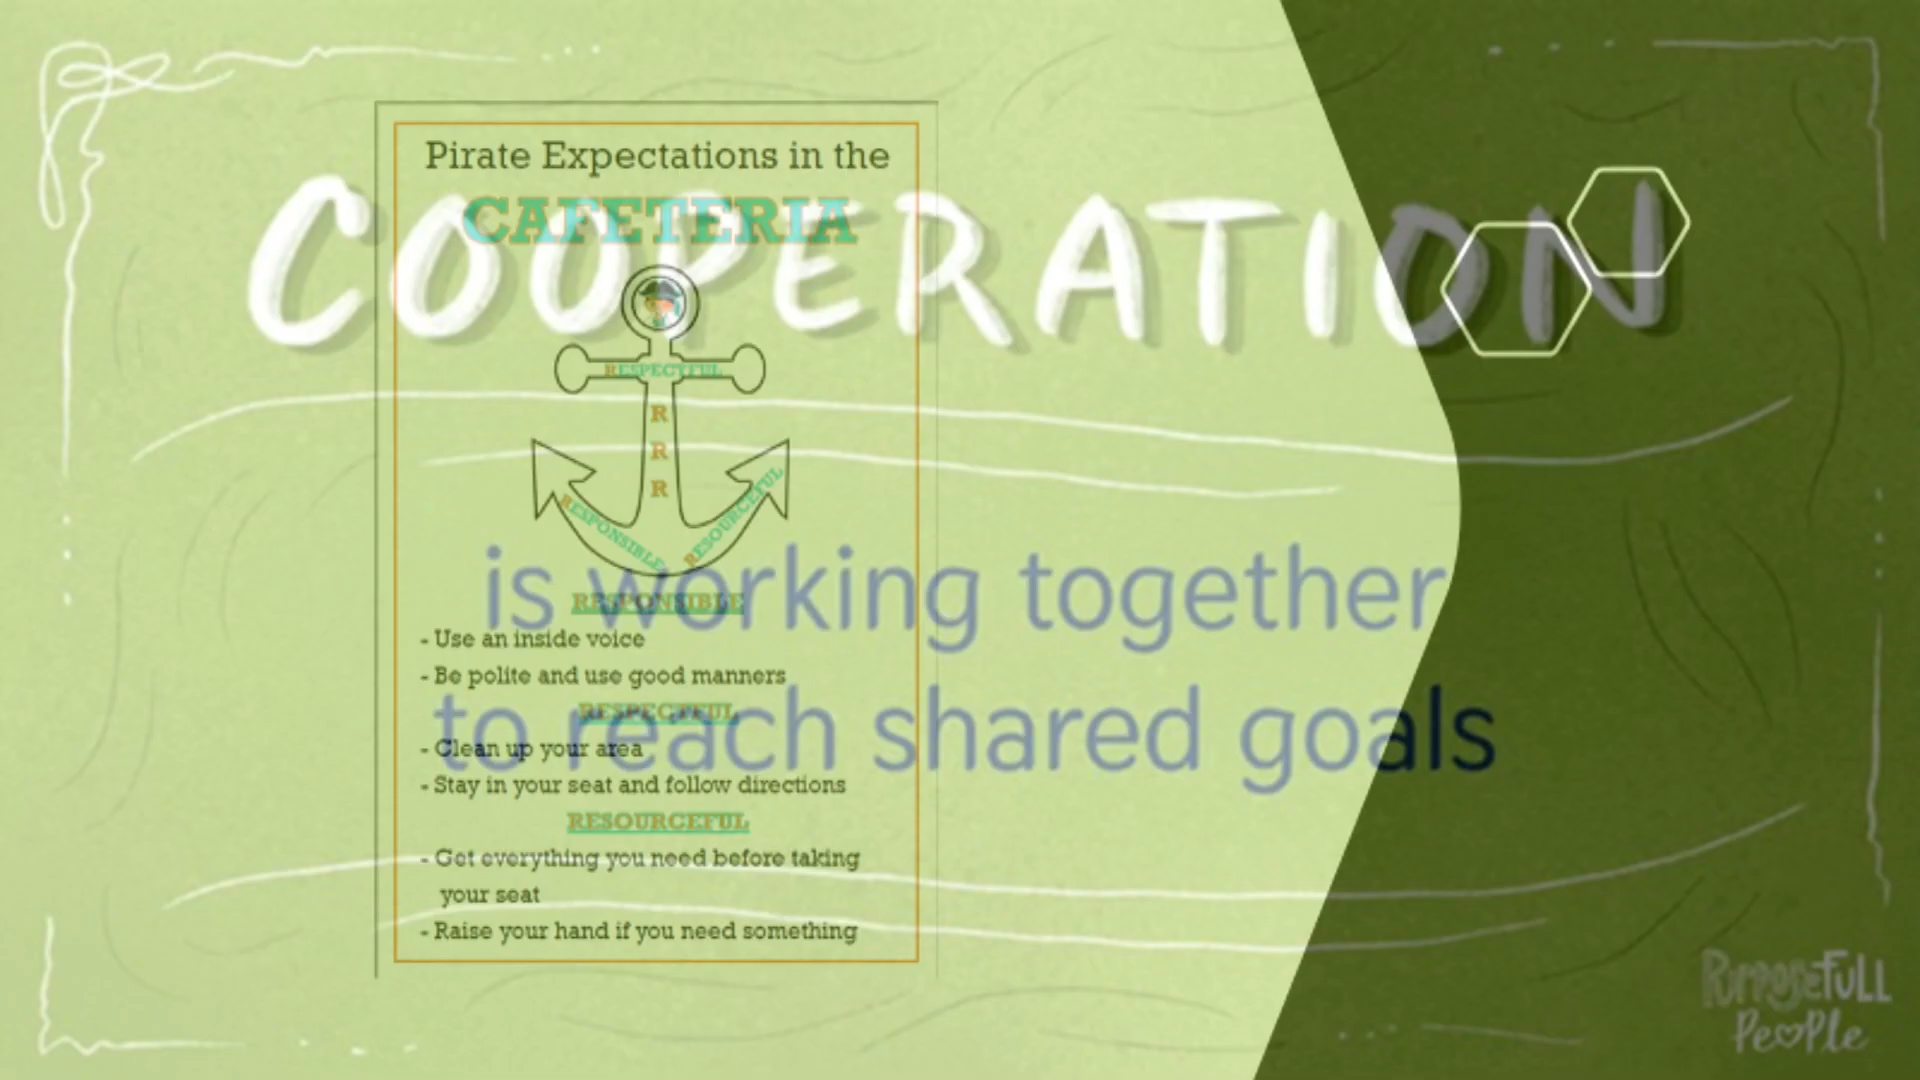 Pirate Expectations in the
CAFETERIA
COOPERATION
RESPECTFUL
R
R
R
RESPONSIBLE
RESOURCEFUL
is working together
to reach shared goals
RESPONSIBLE
- Use an inside voice
- Be polite and use good manners
RESPECTFUL
- Clean up your area
- Stay in your seat and follow directions
RESOURCEFUL
- Get everything you need before taking
your seat
- Raise your hand if you need something
PurposeFULL
PeoPle